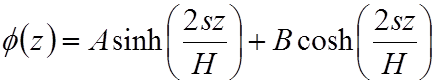 ϕ(z) = A sinh(2sz/H) + B cosh(2sz/H)